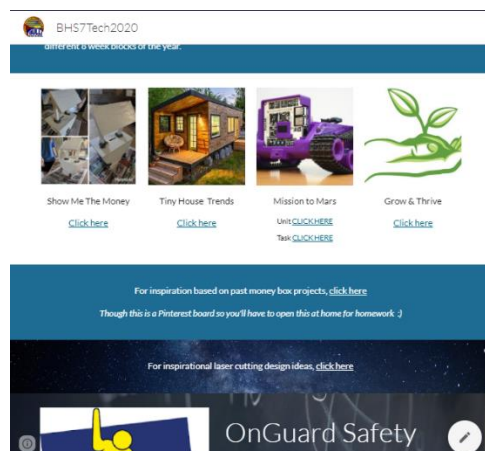 BHS7Tech2020
different 6 week blocks of the year.
Show Me The Money
Tiny House Trends
Mission to Mars
Grow & Thrive
Click here
Click here
Unit CLICK HERE
Click here
Task CLICK HERE
For inspiration based on past money box projects, click here
Though this is a Pinterest board so you'll have to open this at home for homework :)
For inspirational laser cutting design ideas, click here
OnGuard Safety